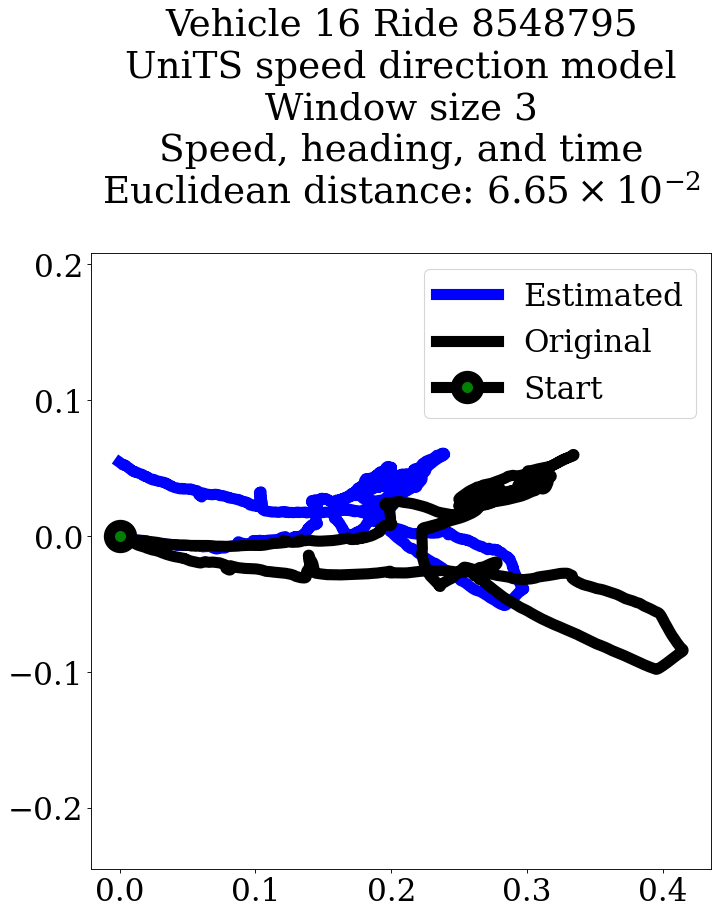 Vehicle 16 Ride 8548795
UniTS speed direction model
Window size 3
Speed, heading, and time
Euclidean distance: 6.65 × 10⁻²
Estimated
Original
Start
0.2
0.1
0.0
−0.1
−0.2
0.0 0.1 0.2 0.3 0.4